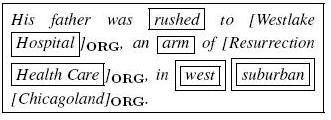 His father was rushed to [Westlake
Hospital]ORG, an arm of [Resurrection
Health Care]ORG, in west suburban
[Chicagoland]ORG.